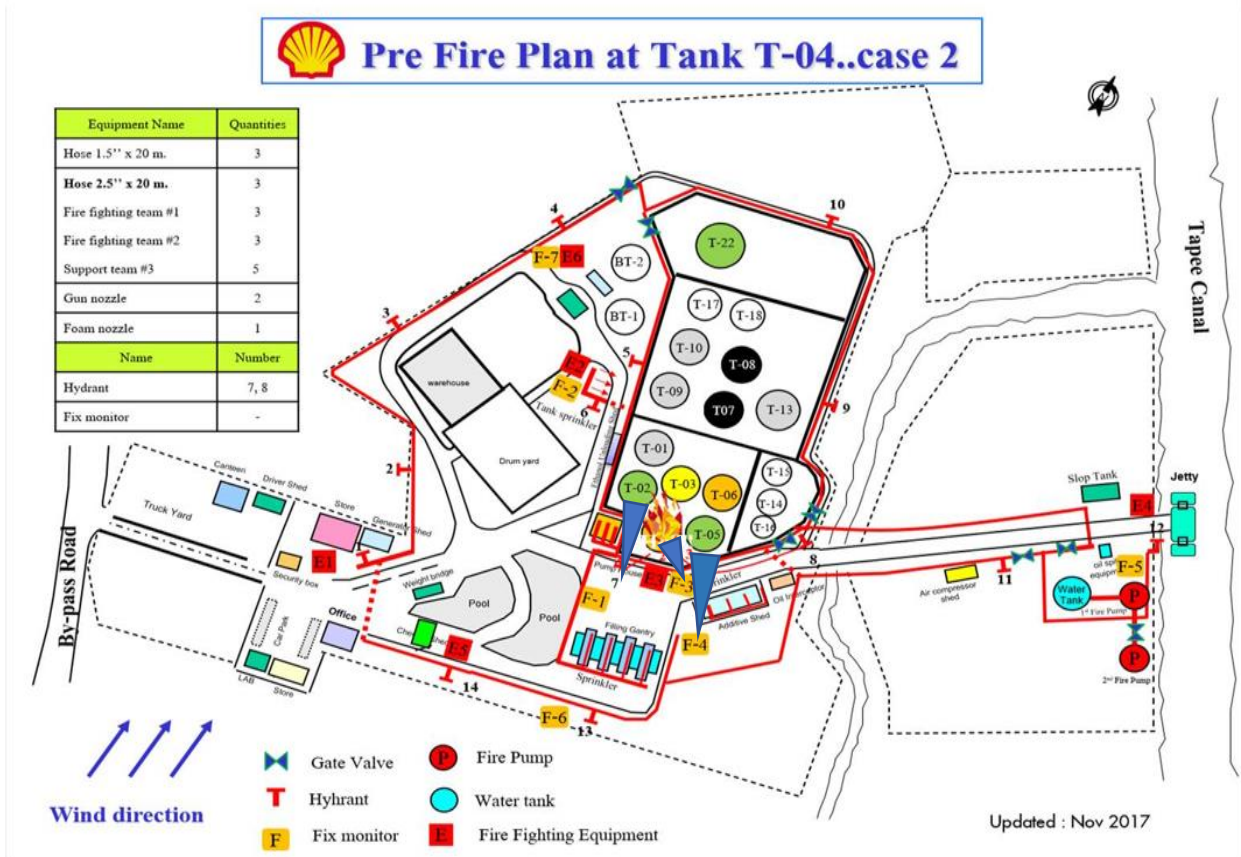 Pre Fire Plan at Tank T-04..case 2
Equipment Name Quantities
Hose 1.5’’ x 20 m. 3
Hose 2.5’’ x 20 m. 3
Fire fighting team #1 3
Fire fighting team #2 3
Support team #3 5
Gun nozzle 2
Foam nozzle 1
Name Number
Hydrant 7, 8
Fix monitor -
10
4
T-22
F-7 E6
BT-2
Tapee Canal
3
BT-1
T-17
T-18
5
T-10
T-08
E2
F-2
warehouse
T-09
T07
T-13
9
6
Tank sprinkler
T-01
Drum yard
2
T-15
T-02
T-03
T-06
T-14
T-16
T-05
Canteen
Driver Shed
Store
Generator Shed
Truck Yard
E1
Security box
Slop Tank
Jetty
E4
12
8
7
E3
F-3
F-1
Weight bridge
Pool
Pool
Oil Interceptor
Additive Shed
11
Air compressor
shed
F-5
Water
Tank
P
1st Fire Pump
P
2nd Fire Pump
By-pass Road
Car Park
Office
E5
Filling Gantry
F-4
LAB
Store
14
Sprinkler
F-6
13
Wind direction
Gate Valve
P Fire Pump
Hyhrant
Water tank
F Fix monitor
E Fire Fighting Equipment
Updated : Nov 2017